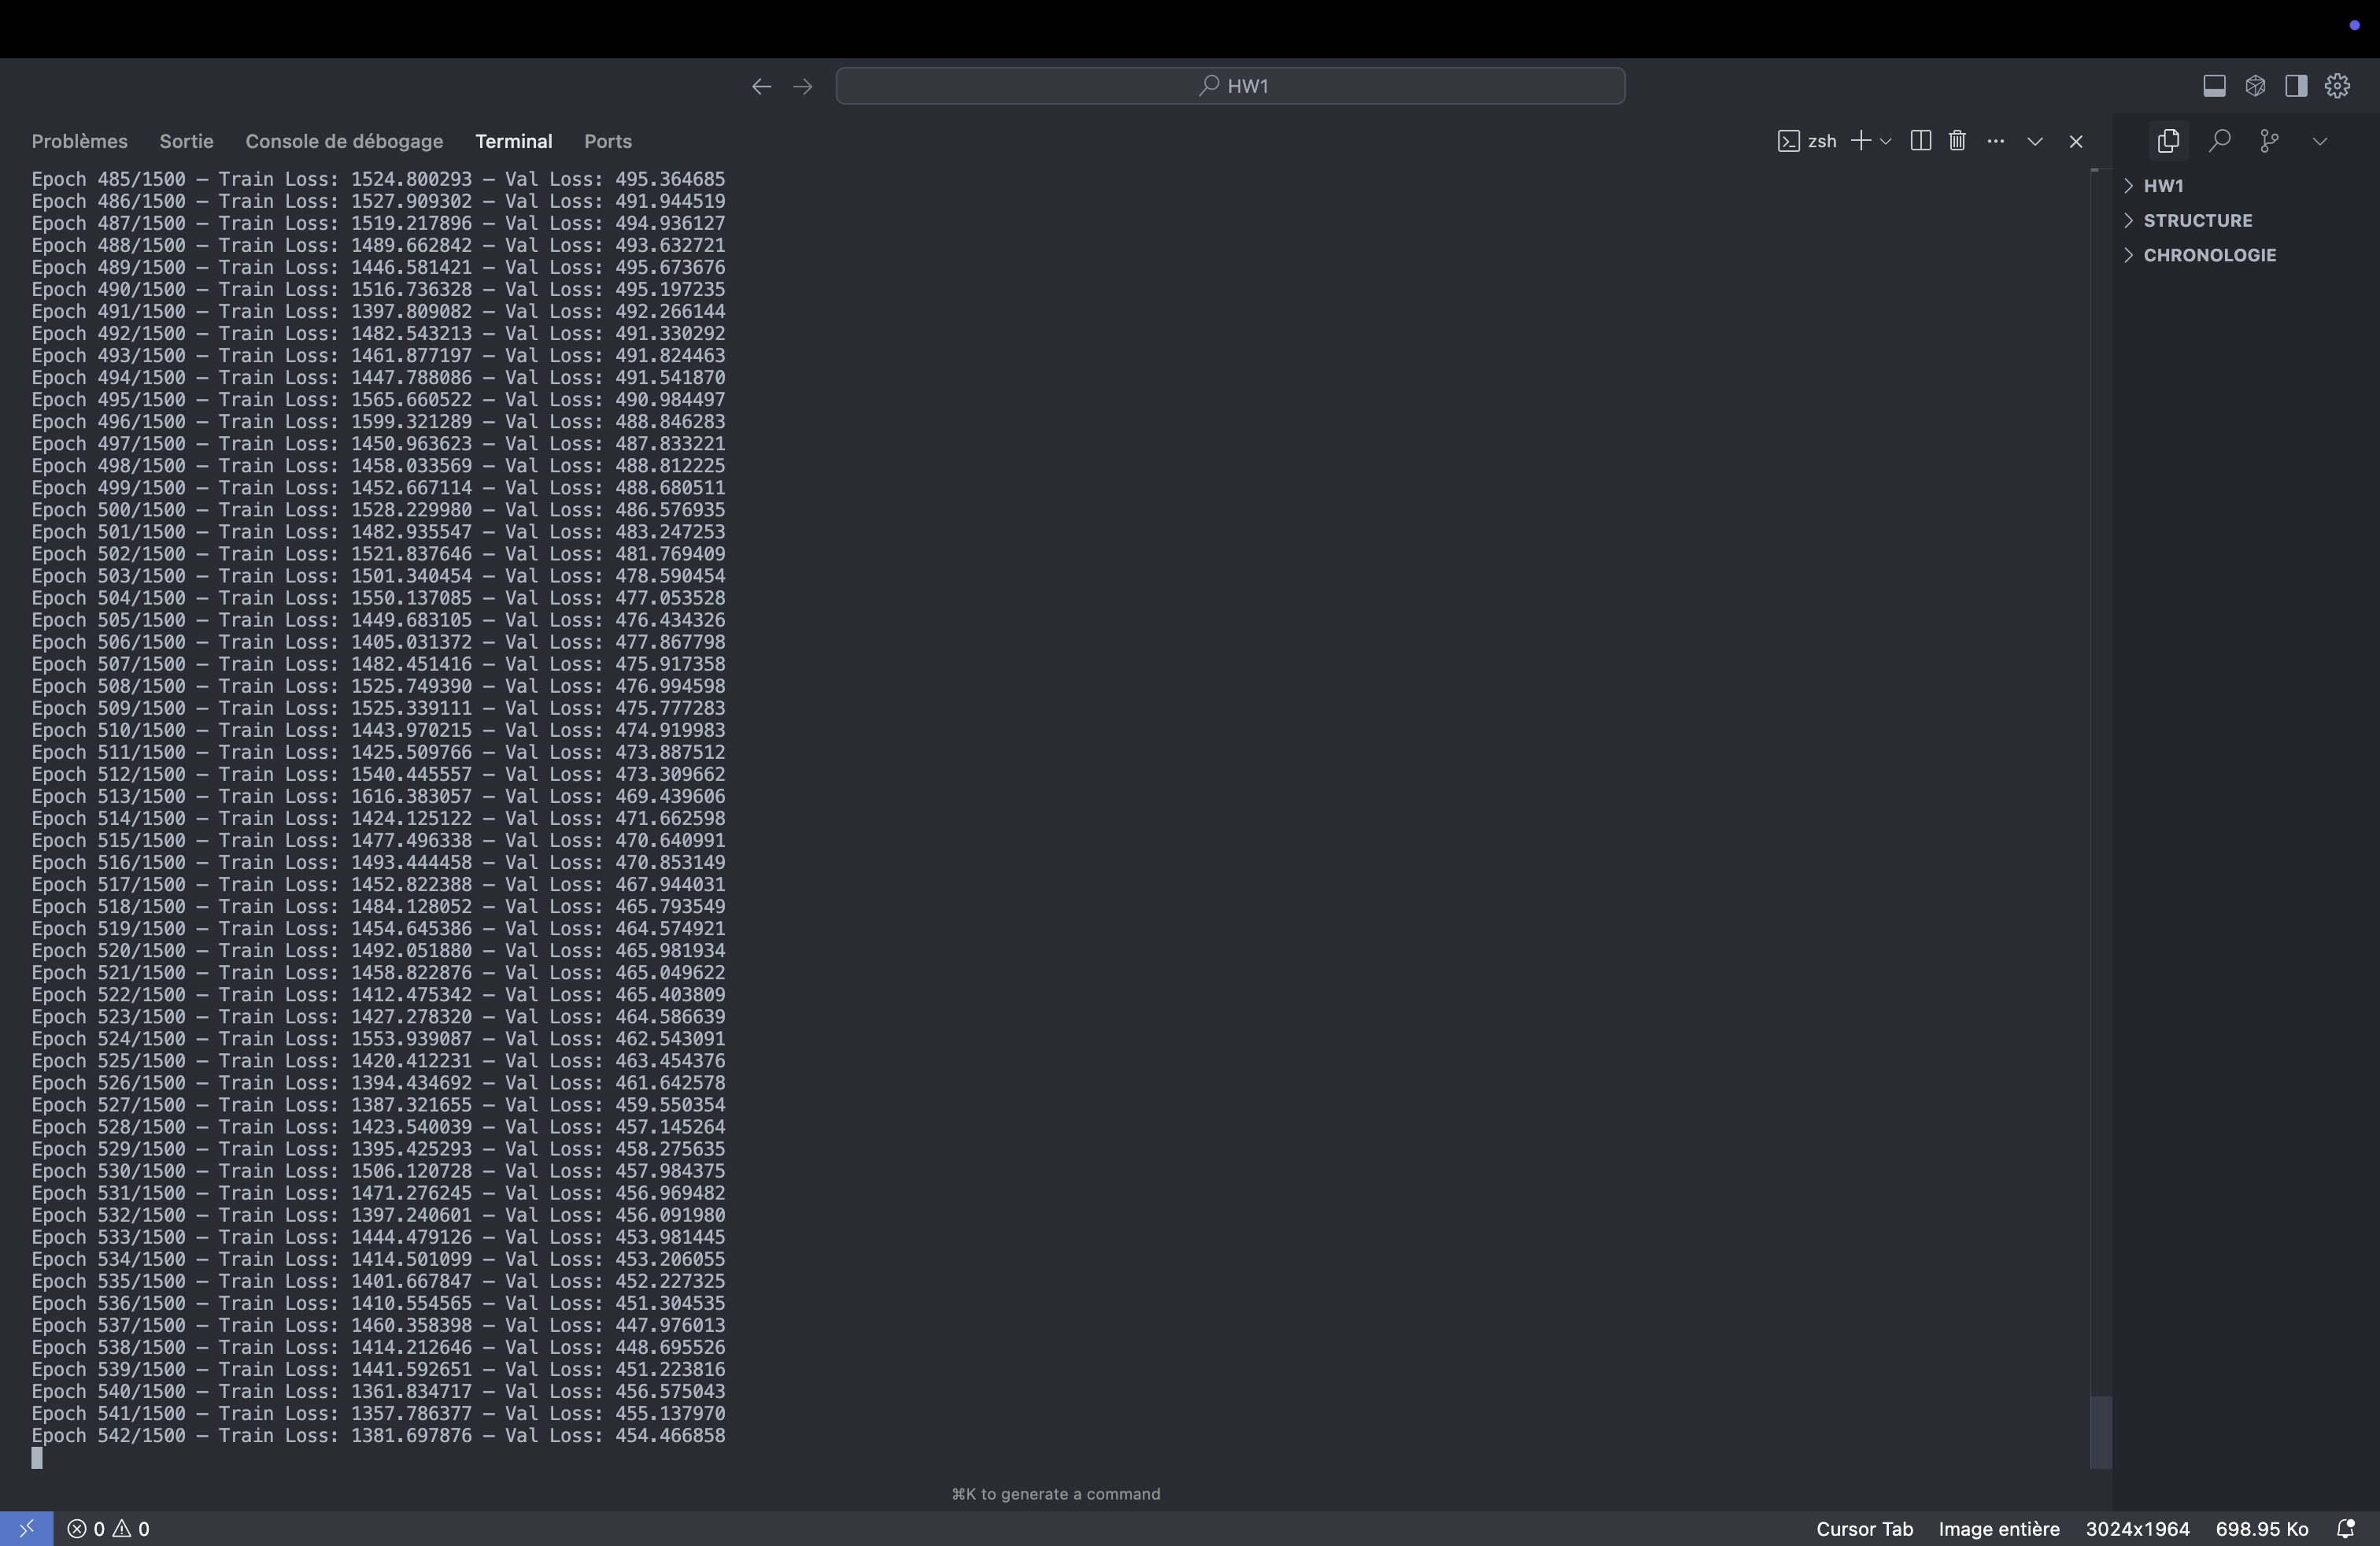 HW1
Problèmes Sortie Console de débogage Terminal Ports
zsh
Epoch 485/1500 — Train Loss: 1524.800293 — Val Loss: 495.364685
Epoch 486/1500 — Train Loss: 1527.909302 — Val Loss: 491.944519
Epoch 487/1500 — Train Loss: 1519.217896 — Val Loss: 494.936127
Epoch 488/1500 — Train Loss: 1489.662842 — Val Loss: 493.632721
Epoch 489/1500 — Train Loss: 1446.581421 — Val Loss: 495.673676
Epoch 490/1500 — Train Loss: 1516.736328 — Val Loss: 495.197235
Epoch 491/1500 — Train Loss: 1397.809082 — Val Loss: 492.266144
Epoch 492/1500 — Train Loss: 1482.543213 — Val Loss: 491.330292
Epoch 493/1500 — Train Loss: 1461.877197 — Val Loss: 491.824463
Epoch 494/1500 — Train Loss: 1447.788086 — Val Loss: 491.541870
Epoch 495/1500 — Train Loss: 1565.660522 — Val Loss: 490.984497
Epoch 496/1500 — Train Loss: 1599.321289 — Val Loss: 488.846283
Epoch 497/1500 — Train Loss: 1450.963623 — Val Loss: 487.833221
Epoch 498/1500 — Train Loss: 1458.033569 — Val Loss: 488.812225
Epoch 499/1500 — Train Loss: 1452.667114 — Val Loss: 488.680511
Epoch 500/1500 — Train Loss: 1528.229980 — Val Loss: 486.576935
Epoch 501/1500 — Train Loss: 1482.935547 — Val Loss: 483.247253
Epoch 502/1500 — Train Loss: 1521.837646 — Val Loss: 481.769409
Epoch 503/1500 — Train Loss: 1501.340454 — Val Loss: 478.590454
Epoch 504/1500 — Train Loss: 1550.137085 — Val Loss: 477.053528
Epoch 505/1500 — Train Loss: 1449.683105 — Val Loss: 476.434326
Epoch 506/1500 — Train Loss: 1405.031372 — Val Loss: 477.867798
Epoch 507/1500 — Train Loss: 1482.451416 — Val Loss: 475.917358
Epoch 508/1500 — Train Loss: 1525.749390 — Val Loss: 476.994598
Epoch 509/1500 — Train Loss: 1525.339111 — Val Loss: 475.777283
Epoch 510/1500 — Train Loss: 1443.970215 — Val Loss: 474.919983
Epoch 511/1500 — Train Loss: 1425.509766 — Val Loss: 473.887512
Epoch 512/1500 — Train Loss: 1540.445557 — Val Loss: 473.309662
Epoch 513/1500 — Train Loss: 1616.383057 — Val Loss: 469.439606
Epoch 514/1500 — Train Loss: 1424.125122 — Val Loss: 471.662598
Epoch 515/1500 — Train Loss: 1477.496338 — Val Loss: 470.640991
Epoch 516/1500 — Train Loss: 1493.444458 — Val Loss: 470.853149
Epoch 517/1500 — Train Loss: 1452.822388 — Val Loss: 467.944031
Epoch 518/1500 — Train Loss: 1484.128052 — Val Loss: 465.793549
Epoch 519/1500 — Train Loss: 1454.645386 — Val Loss: 464.574921
Epoch 520/1500 — Train Loss: 1492.051880 — Val Loss: 465.981934
Epoch 521/1500 — Train Loss: 1458.822876 — Val Loss: 465.049622
Epoch 522/1500 — Train Loss: 1412.475342 — Val Loss: 465.403809
Epoch 523/1500 — Train Loss: 1427.278320 — Val Loss: 464.586639
Epoch 524/1500 — Train Loss: 1553.939087 — Val Loss: 462.543091
Epoch 525/1500 — Train Loss: 1420.412231 — Val Loss: 463.454376
Epoch 526/1500 — Train Loss: 1394.434692 — Val Loss: 461.642578
Epoch 527/1500 — Train Loss: 1387.321655 — Val Loss: 459.550354
Epoch 528/1500 — Train Loss: 1423.540039 — Val Loss: 457.145264
Epoch 529/1500 — Train Loss: 1395.425293 — Val Loss: 458.275635
Epoch 530/1500 — Train Loss: 1506.120728 — Val Loss: 457.984375
Epoch 531/1500 — Train Loss: 1471.276245 — Val Loss: 456.969482
Epoch 532/1500 — Train Loss: 1397.240601 — Val Loss: 456.091980
Epoch 533/1500 — Train Loss: 1444.479126 — Val Loss: 453.981445
Epoch 534/1500 — Train Loss: 1414.501099 — Val Loss: 453.206055
Epoch 535/1500 — Train Loss: 1401.667847 — Val Loss: 452.227325
Epoch 536/1500 — Train Loss: 1410.554565 — Val Loss: 451.304535
Epoch 537/1500 — Train Loss: 1460.358398 — Val Loss: 447.976013
Epoch 538/1500 — Train Loss: 1414.212646 — Val Loss: 448.695526
Epoch 539/1500 — Train Loss: 1441.592651 — Val Loss: 451.223816
Epoch 540/1500 — Train Loss: 1361.834717 — Val Loss: 456.575043
Epoch 541/1500 — Train Loss: 1357.786377 — Val Loss: 455.137970
Epoch 542/1500 — Train Loss: 1381.697876 — Val Loss: 454.466858
⌘K to generate a command
HW1
STRUCTURE
CHRONOLOGIE
0 0
Cursor Tab Image entière 3024x1964 698.95 Ko